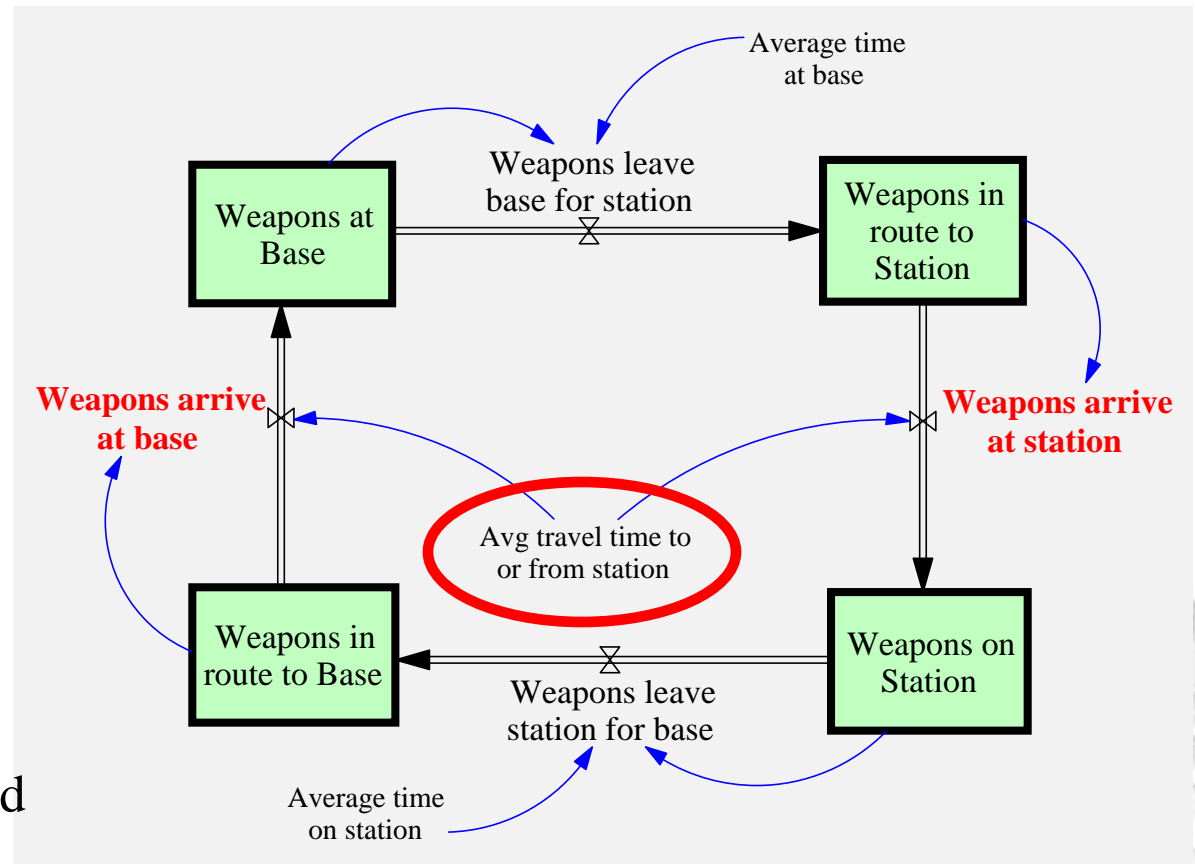 Average time
at base
Weapons leave
base for station
Weapons at
Base
Weapons in
route to
Station
Weapons arrive
at base
Weapons arrive
at station
Avg travel time to
or from station
Weapons in
route to Base
Weapons on
Station
Weapons leave
station for base
d
Average time
on station